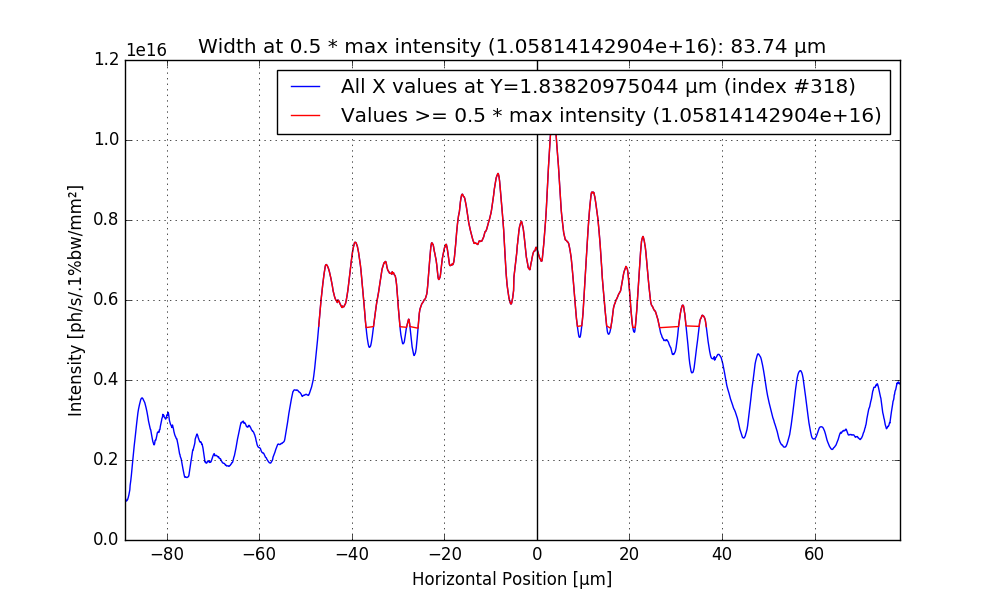 Width at 0.5 * max intensity (1.05814142904e+16): 83.74 µm
1e16
All X values at Y=1.83820975044 µm (index #318)
Values >= 0.5 * max intensity (1.05814142904e+16)
1.2
1.0
0.8
0.6
0.4
0.2
0.0
Intensity [ph/s/.1%bw/mm²]
−80 −60 −40 −20 0 20 40 60
Horizontal Position [µm]